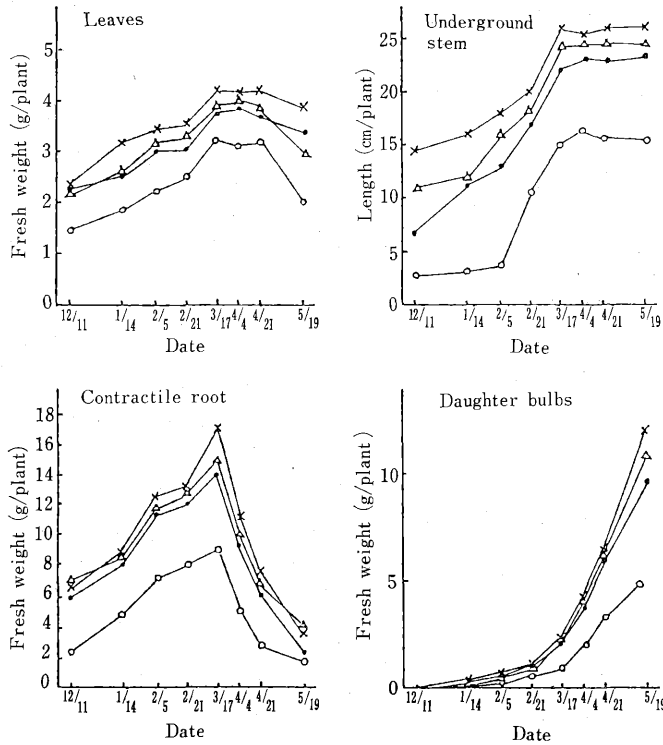 Leaves
Fresh weight (g/plant)
5
4
3
2
1
0
12/11 1/14 2/5 2/21 3/17 4/4 4/21 5/19
Date
Underground
stem
Length (cm/plant)
25
20
15
10
5
0
12/11 1/14 2/5 2/21 3/17 4/4 4/21 5/19
Date
Contractile root
Fresh weight (g/plant)
18
16
14
12
10
8
6
4
2
0
12/11 1/14 2/5 2/21 3/17 4/4 4/21 5/19
Date
Daughter bulbs
Fresh weight (g/plant)
10
5
0
12/11 1/14 2/5 2/21 3/17 4/4 4/21 5/19
Date